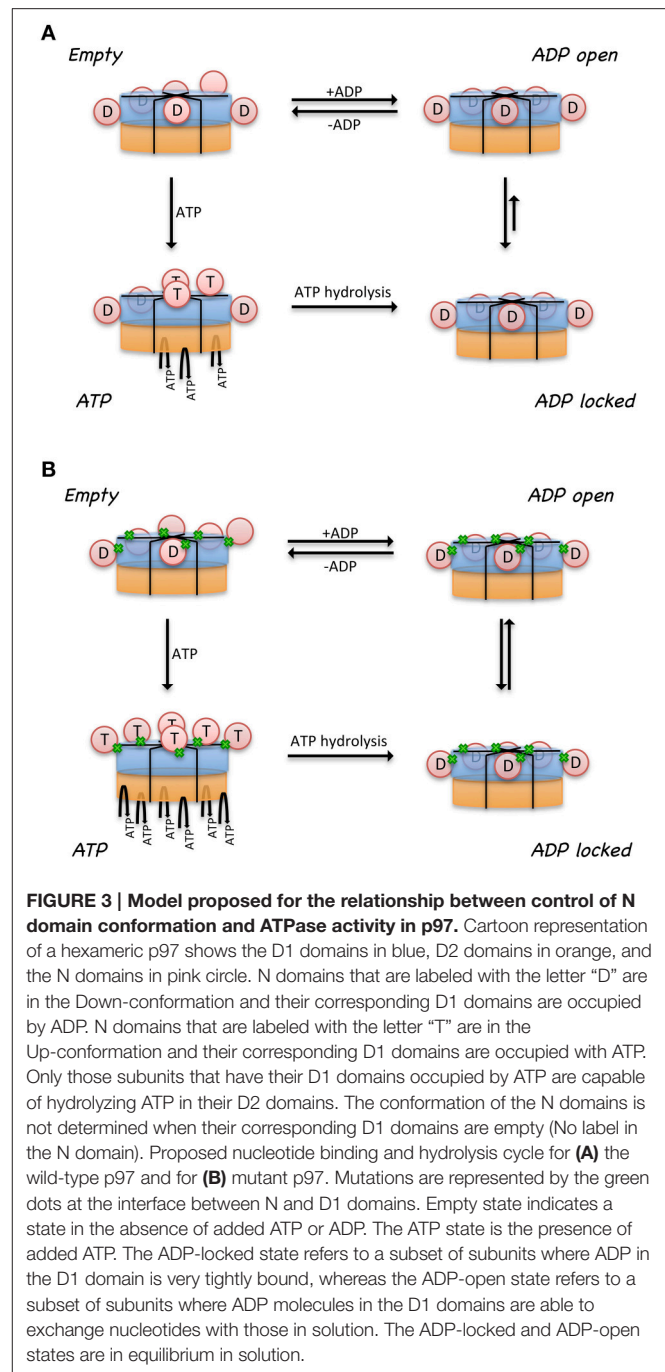 A
Empty
ADP open
D
D
D
D
+ADP
-ADP
D
D
D
D
D
ATP
T
T
T
D
D
D
ATP hydrolysis
D
D
D
D
D
ATP
ATP
ATP
ATP
ADP locked
B
Empty
ADP open
D
D
+ADP
-ADP
D
D
D
D
D
ATP
T
T
T
T
T
T
ATP hydrolysis
D
D
D
D
D
ATP
ATP
ATP
ATP
ATP
ATP
ATP
ADP locked
FIGURE 3 | Model proposed for the relationship between control of N
domain conformation and ATPase activity in p97. Cartoon representation
of a hexameric p97 shows the D1 domains in blue, D2 domains in orange, and
the N domains in pink circle. N domains that are labeled with the letter “D” are
in the Down-conformation and their corresponding D1 domains are occupied
by ADP. N domains that are labeled with the letter “T” are in the
Up-conformation and their corresponding D1 domains are occupied with ATP.
Only those subunits that have their D1 domains occupied by ATP are capable
of hydrolyzing ATP in their D2 domains. The conformation of the N domains is
not determined when their corresponding D1 domains are empty (No label in
the N domain). Proposed nucleotide binding and hydrolysis cycle for (A) the
wild-type p97 and for (B) mutant p97. Mutations are represented by the green
dots at the interface between N and D1 domains. Empty state indicates a
state in the absence of added ATP or ADP. The ATP state is the presence of
added ATP. The ADP-locked state refers to a subset of subunits where ADP in
the D1 domain is very tightly bound, whereas the ADP-open state refers to a
subset of subunits where ADP molecules in the D1 domains are able to
exchange nucleotides with those in solution. The ADP-locked and ADP-open
states are in equilibrium in solution.